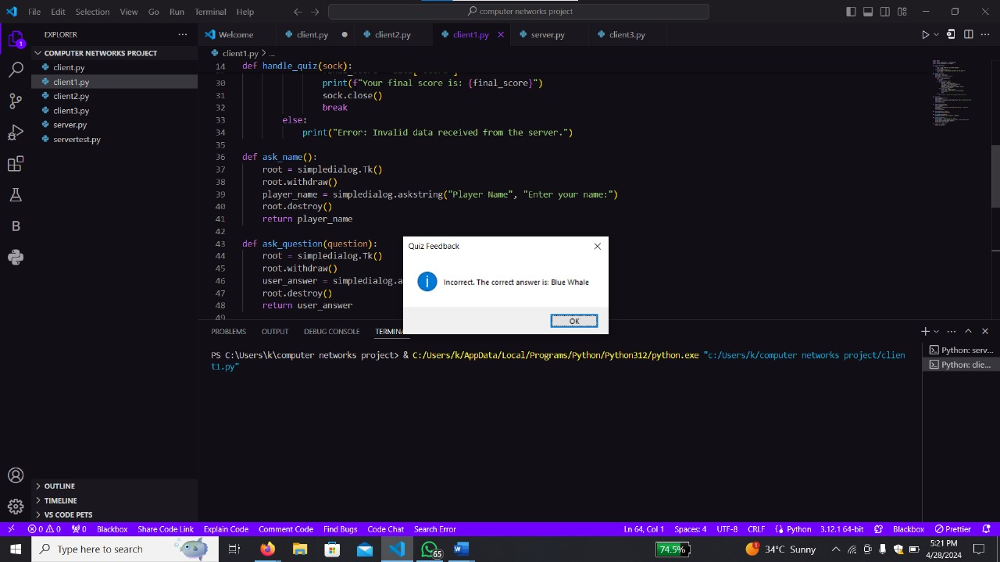 File Edit Selection View Go Run Terminal Help
computer networks project
EXPLORER
Welcome
client.py
client2.py
client1.py
server.py
client3.py
COMPUTER NETWORKS PROJECT
client.py
client1.py
client2.py
client3.py
server.py
servertest.py
client1.py > ...
14 def handle_quiz(sock):
30 print(f"Your final score is: {final_score}")
31 sock.close()
32 break
33 else:
34 print("Error: Invalid data received from the server.")
35
36 def ask_name():
37 root = simpledialog.Tk()
38 root.withdraw()
39 player_name = simpledialog.askstring("Player Name", "Enter your name:")
40 root.destroy()
41 return player_name
42
43 def ask_question(question):
44 root = simpledialog.Tk()
45 root.withdraw()
46 user_answer = simpledialog.a
47 root.destroy()
48 return user_answer
49
Quiz Feedback
Incorrect. The correct answer is: Blue Whale
OK
PROBLEMS OUTPUT DEBUG CONSOLE TERMIN
PS C:\Users\k\computer networks project> & C:/Users/k/AppData/Local/Programs/Python/Python312/python.exe "c:/Users/k/computer networks project/clien
t1.py"
Python: serv...
Python: clie...
OUTLINE
TIMELINE
VS CODE PETS
0 0 0 Blackbox Share Code Link Explain Code Comment Code Find Bugs Code Chat Search Error Ln 64, Col 1 Spaces: 4 UTF-8 CRLF Python 3.12.1 64-bit Blackbox Prettier
Type here to search
65
74.5%
34°C Sunny
5:21 PM
4/28/2024